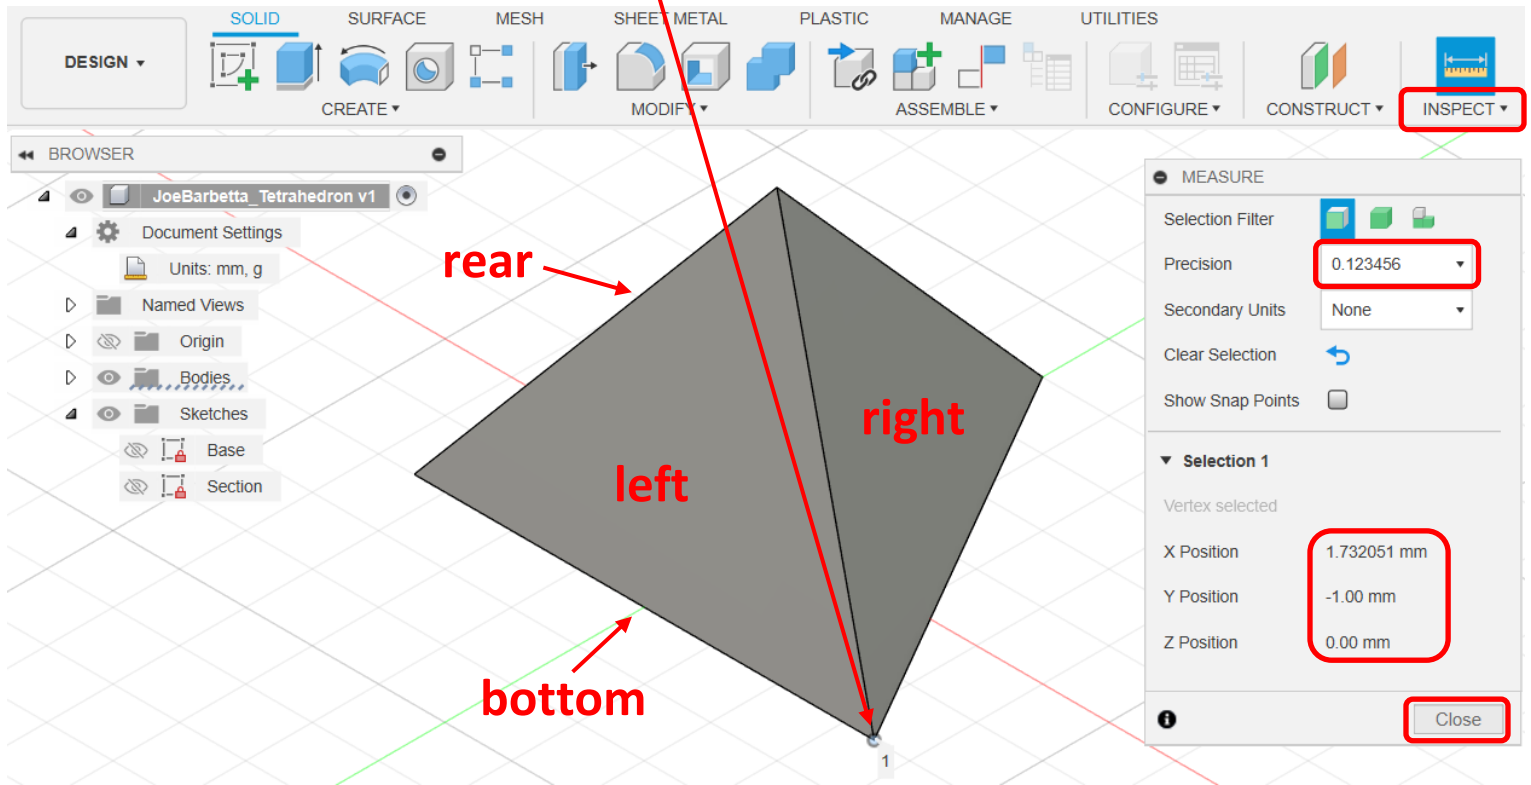 SOLID SURFACE MESH SHEET METAL PLASTIC MANAGE UTILITIES
DESIGN ▾
CREATE ▾ MODIFY ▾ ASSEMBLE ▾ CONFIGURE ▾ CONSTRUCT ▾ INSPECT ▾
BROWSER
JoeBarbetta_Tetrahedron v1
Document Settings
Units: mm, g
Named Views
Origin
Bodies
Sketches
Base
Section
rear
left
right
bottom
1
MEASURE
Selection Filter
Precision 0.123456
Secondary Units None
Clear Selection
Show Snap Points
Selection 1
Vertex selected
X Position 1.732051 mm
Y Position -1.00 mm
Z Position 0.00 mm
Close